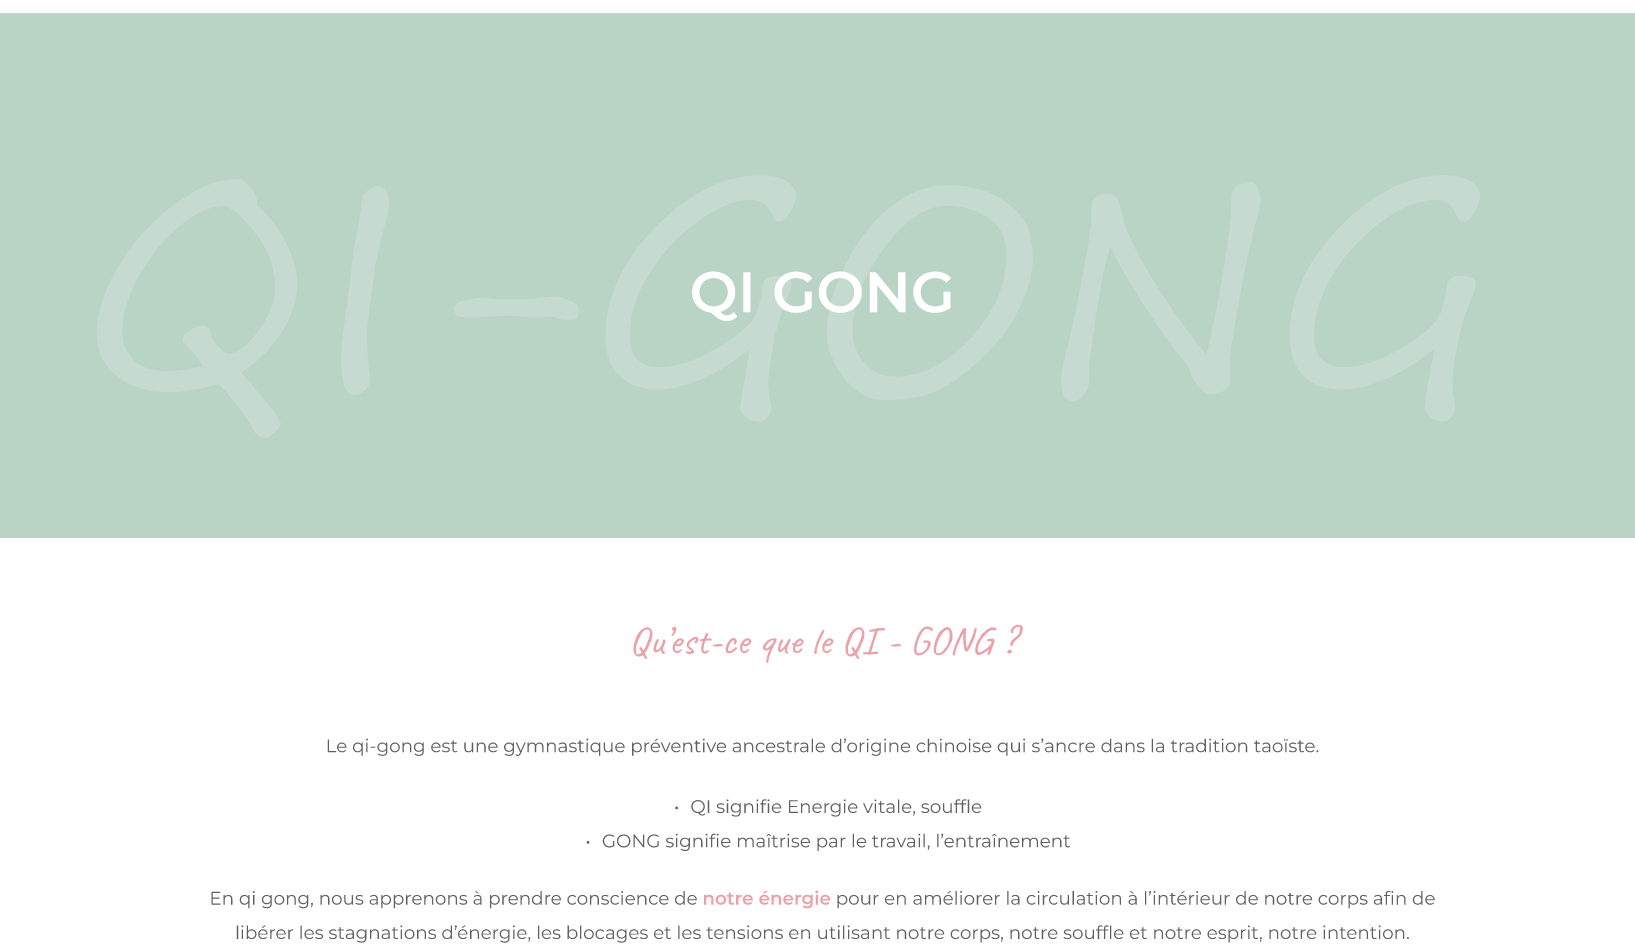 QI-GONG
QI GONG
Qu’est-ce que le QI - GONG ?
Le qi-gong est une gymnastique préventive ancestrale d’origine chinoise qui s’ancre dans la tradition taoïste.
• QI signifie Energie vitale, souffle
• GONG signifie maîtrise par le travail, l’entraînement
En qi gong, nous apprenons à prendre conscience de notre énergie pour en améliorer la circulation à l’intérieur de notre corps afin de
libérer les stagnations d’énergie, les blocages et les tensions en utilisant notre corps, notre souffle et notre esprit, notre intention.